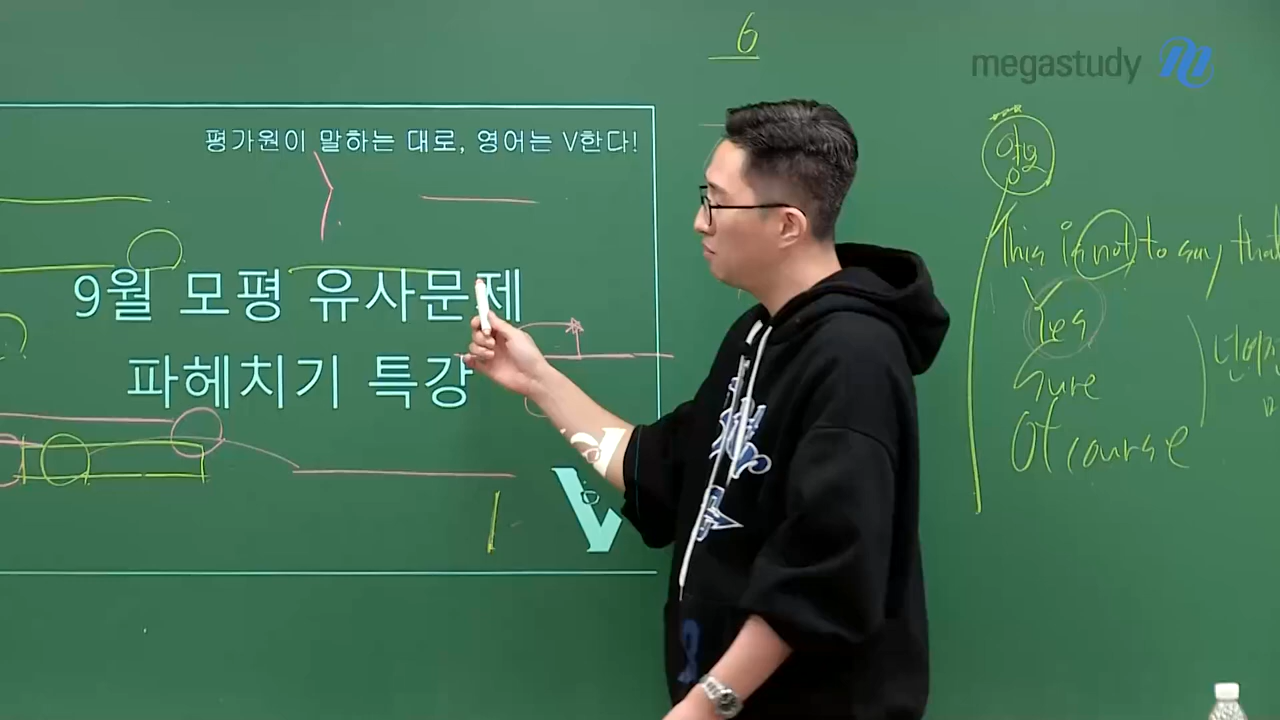 6
megastudy
평가원이 말하는 대로, 영어는 V한다!
9월 모평 유사문제
파헤치기 특강
V
This is not to say that
Yes
Sure
Of course